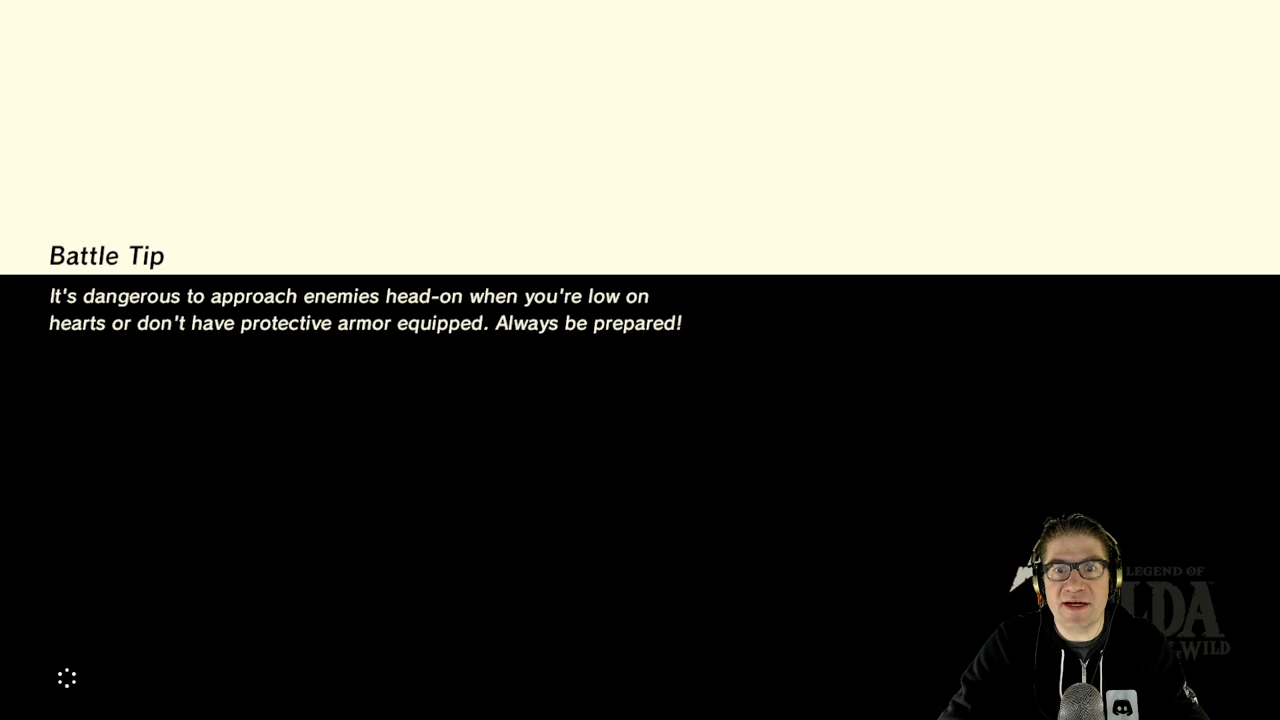 Battle Tip
It's dangerous to approach enemies head-on when you're low on
hearts or don't have protective armor equipped. Always be prepared!
LEGEND OF
WILD